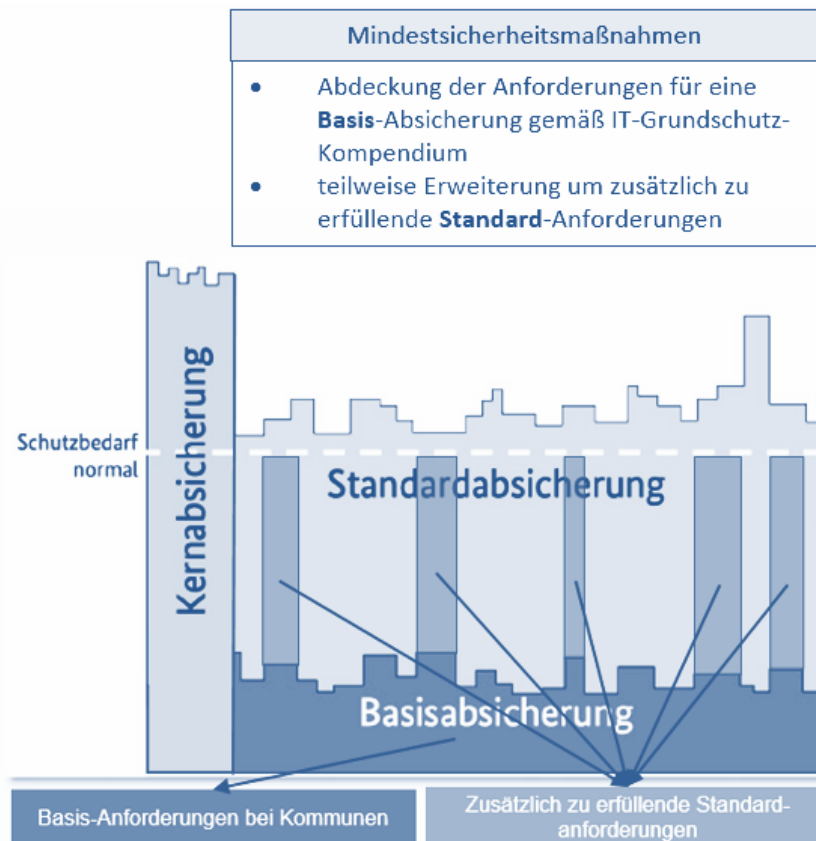 Mindestsicherheitsmaßnahmen
• Abdeckung der Anforderungen für eine
Basis-Absicherung gemäß IT-Grundschutz-
Kompendium
• teilweise Erweiterung um zusätzlich zu
erfüllende Standard-Anforderungen
Kernabsicherung
Schutzbedarf
normal
Standardabsicherung
Basisabsicherung
Basis-Anforderungen bei Kommunen
Zusätzlich zu erfüllende Standard-
anforderungen